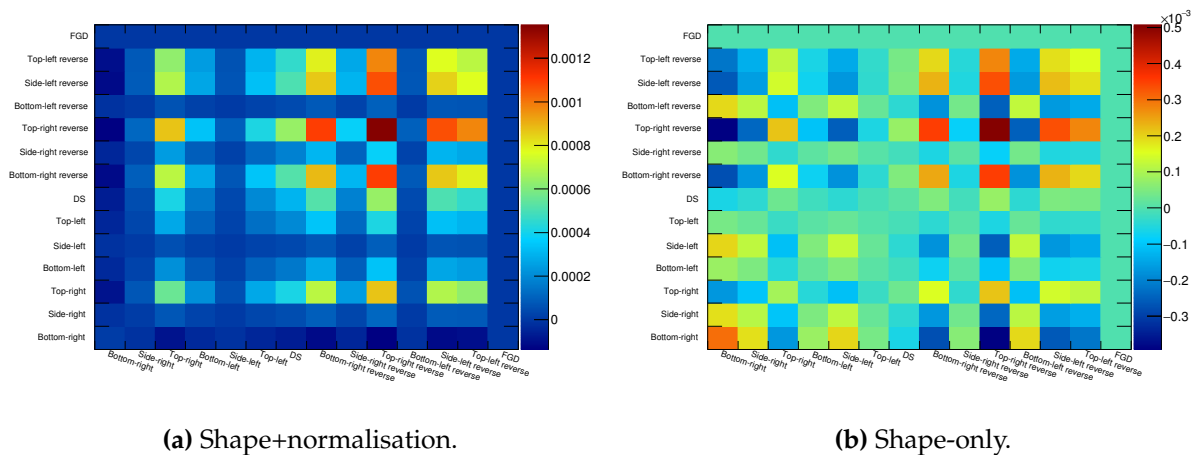 ×10⁻³
FGD
Top-left reverse
Side-left reverse
Bottom-left reverse
Top-right reverse
Side-right reverse
Bottom-right reverse
DS
Top-left
Side-left
Bottom-left
Top-right
Side-right
Bottom-right
0.0012
0.001
0.0008
0.0006
0.0004
0.0002
0
Bottom-right
Side-right
Top-right
Bottom-left
Side-left
Top-left
DS
Bottom-right reverse
Side-right reverse
Top-right reverse
Bottom-left reverse
Side-left reverse
Top-left reverse
FGD
FGD
Top-left reverse
Side-left reverse
Bottom-left reverse
Top-right reverse
Side-right reverse
Bottom-right reverse
DS
Top-left
Side-left
Bottom-left
Top-right
Side-right
Bottom-right
0.5
0.4
0.3
0.2
0.1
0
−0.1
−0.2
−0.3
Bottom-right
Side-right
Top-right
Bottom-left
Side-left
Top-left
DS
Bottom-right reverse
Side-right reverse
Top-right reverse
Bottom-left reverse
Side-left reverse
Top-left reverse
FGD
(a) Shape+normalisation.
(b) Shape-only.